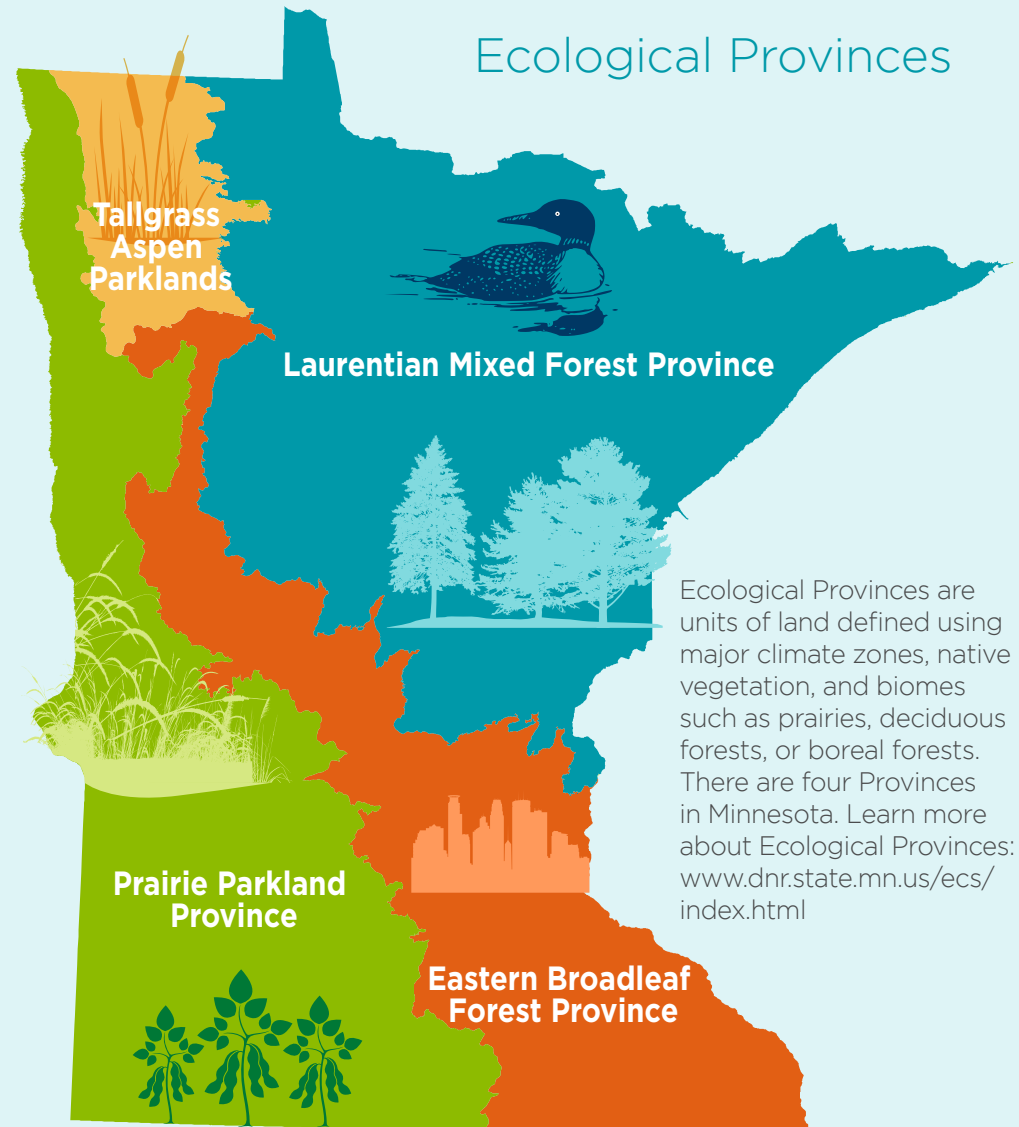 Ecological Provinces
Tallgrass
Aspen
Parklands
Laurentian Mixed Forest Province
Ecological Provinces are
units of land defined using
major climate zones, native
vegetation, and biomes
such as prairies, deciduous
forests, or boreal forests.
There are four Provinces
in Minnesota. Learn more
about Ecological Provinces:
www.dnr.state.mn.us/ecs/
index.html
Prairie Parkland
Province
Eastern Broadleaf
Forest Province